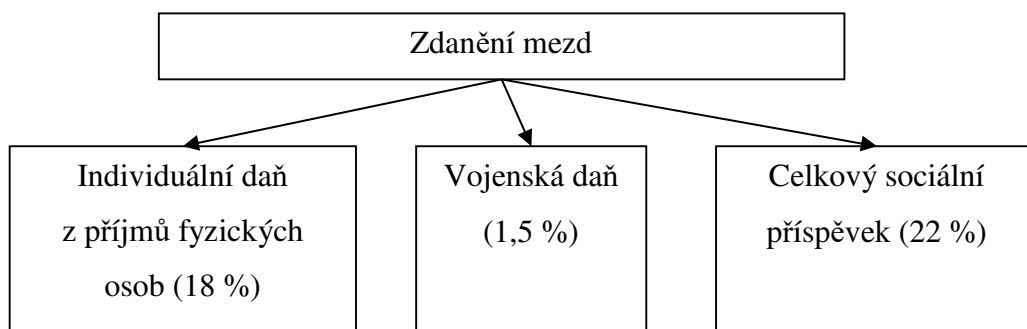 Zdanění mezd
Individuální daň
z příjmů fyzických
osob (18 %)
Vojenská daň
(1,5 %)
Celkový sociální
příspěvek (22 %)